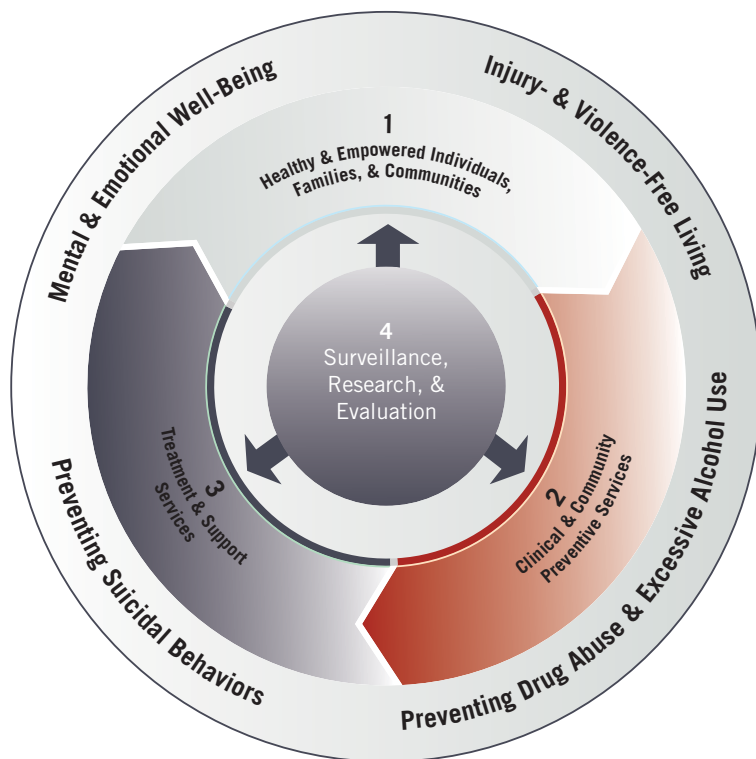 Mental & Emotional Well-Being
Injury- & Violence-Free Living
Preventing Drug Abuse & Excessive Alcohol Use
Preventing Suicidal Behaviors
1
Healthy & Empowered Individuals,
Families, & Communities
2
Clinical & Community
Preventive Services
3
Treatment & Support
Services
4
Surveillance,
Research, &
Evaluation